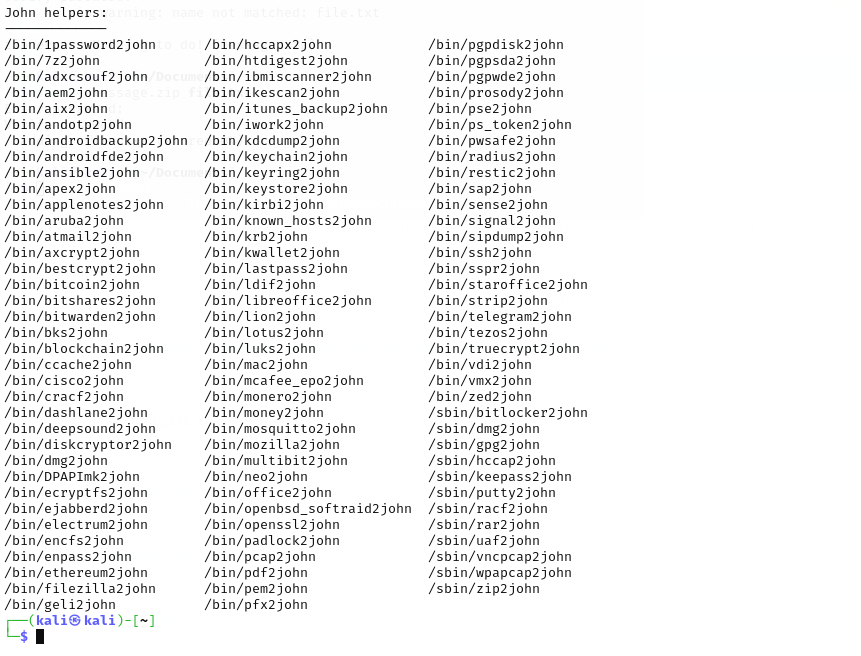 John helpers:
/bin/1password2john /bin/hccapx2john /bin/pgpdisk2john
/bin/7z2john /bin/htdigest2john /bin/pgpsda2john
/bin/adxcsouf2john /bin/ibmiscanner2john /bin/pgpwde2john
/bin/aem2john /bin/ikescan2john /bin/prosody2john
/bin/aix2john /bin/itunes_backup2john /bin/pse2john
/bin/andotp2john /bin/iwork2john /bin/ps_token2john
/bin/androidbackup2john /bin/kdcdump2john /bin/pwsafe2john
/bin/androidfde2john /bin/keychain2john /bin/radius2john
/bin/ansible2john /bin/keyring2john /bin/restic2john
/bin/apex2john /bin/keystore2john /bin/sap2john
/bin/applenotes2john /bin/kirbi2john /bin/sense2john
/bin/aruba2john /bin/known_hosts2john /bin/signal2john
/bin/atmail2john /bin/krb2john /bin/sipdump2john
/bin/axcrypt2john /bin/kwallet2john /bin/ssh2john
/bin/bestcrypt2john /bin/lastpass2john /bin/sspr2john
/bin/bitcoin2john /bin/ldif2john /bin/staroffice2john
/bin/bitshares2john /bin/libreoffice2john /bin/strip2john
/bin/bitwarden2john /bin/lion2john /bin/telegram2john
/bin/bks2john /bin/lotus2john /bin/tezos2john
/bin/blockchain2john /bin/luks2john /bin/truecrypt2john
/bin/ccache2john /bin/mac2john /bin/vdi2john
/bin/cisco2john /bin/mcafee_epo2john /bin/vmx2john
/bin/cracf2john /bin/monero2john /bin/zed2john
/bin/dashlane2john /bin/money2john /sbin/bitlocker2john
/bin/deepsound2john /bin/mosquitto2john /sbin/dmg2john
/bin/diskcryptor2john /bin/mozilla2john /sbin/gpg2john
/bin/dmg2john /bin/multibit2john /sbin/hccap2john
/bin/DPAPImk2john /bin/neo2john /sbin/keepass2john
/bin/ecryptfs2john /bin/office2john /sbin/putty2john
/bin/ejabberd2john /bin/openbsd_softraid2john /sbin/racf2john
/bin/electrum2john /bin/openssl2john /sbin/rar2john
/bin/encfs2john /bin/padlock2john /sbin/uaf2john
/bin/enpass2john /bin/pcap2john /sbin/vncpcap2john
/bin/ethereum2john /bin/pdf2john /sbin/wpapcap2john
/bin/filezilla2john /bin/pem2john /sbin/zip2john
/bin/geli2john /bin/pfx2john
┌──(kali㉿kali)-[~]
└─$